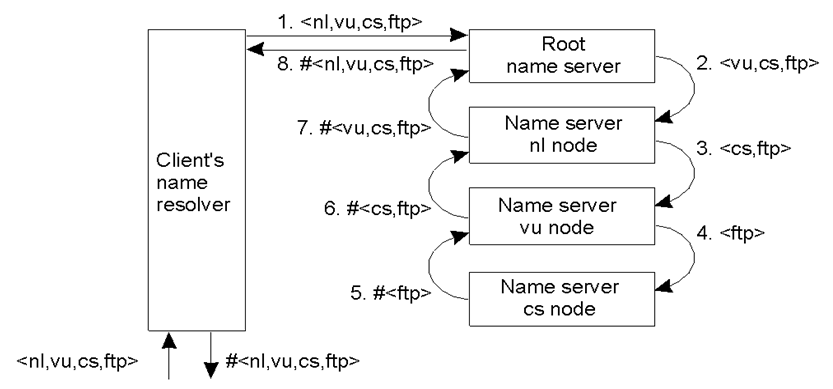 1. <nl,vu,cs,ftp>
8. #<nl,vu,cs,ftp>
Root
name server
2. <vu,cs,ftp>
7. #<vu,cs,ftp>
Name server
nl node
3. <cs,ftp>
Client's
name
resolver
6. #<cs,ftp>
Name server
vu node
4. <ftp>
5. #<ftp>
Name server
cs node
<nl,vu,cs,ftp>
#<nl,vu,cs,ftp>